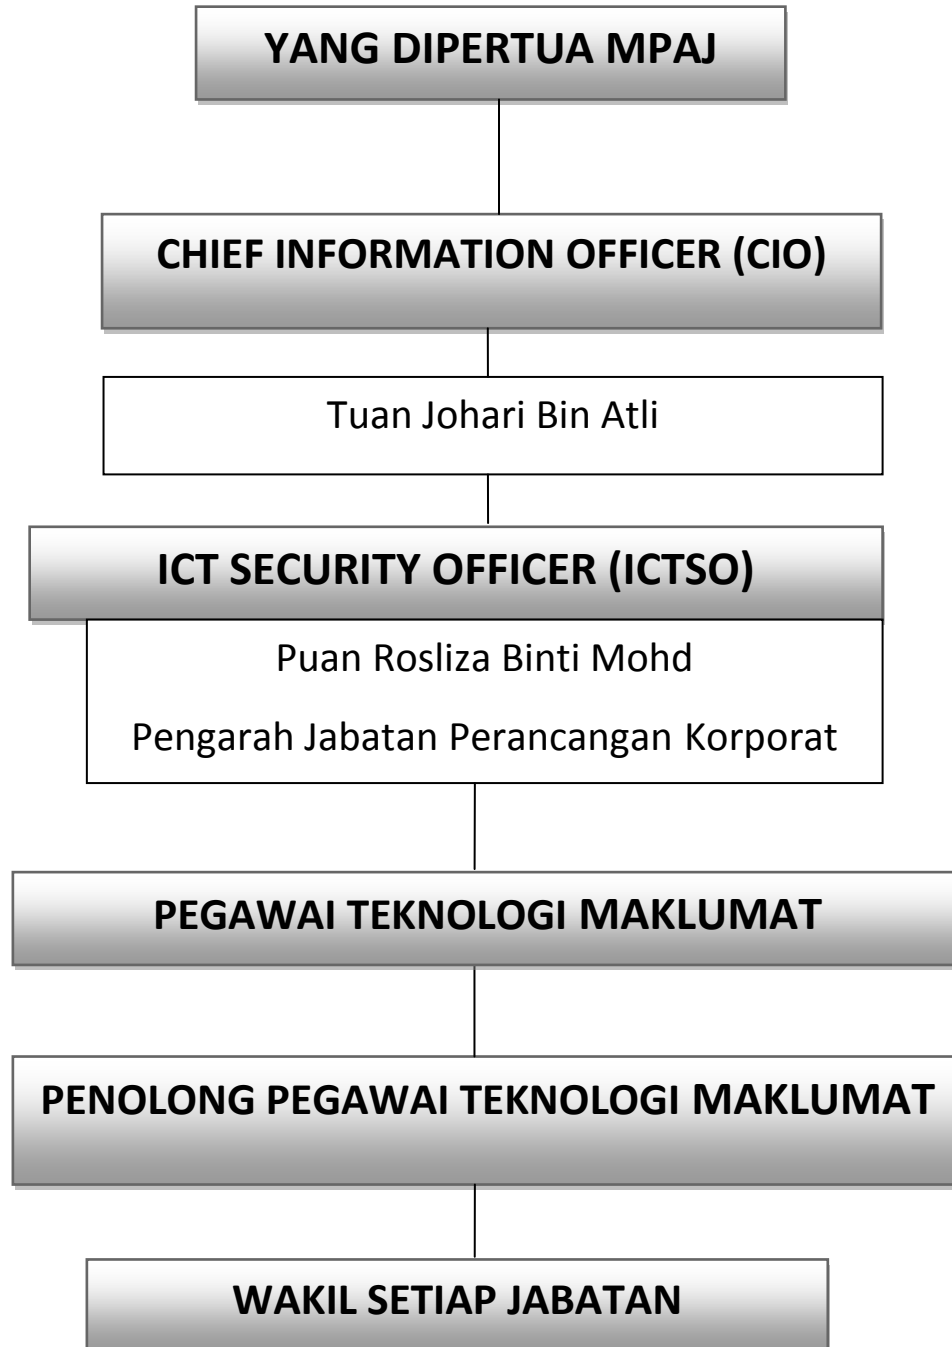 YANG DIPERTUA MPAJ
CHIEF INFORMATION OFFICER (CIO)
Tuan Johari Bin Atli
ICT SECURITY OFFICER (ICTSO)
Puan Rosliza Binti Mohd
Pengarah Jabatan Perancangan Korporat
PEGAWAI TEKNOLOGI MAKLUMAT
PENOLONG PEGAWAI TEKNOLOGI MAKLUMAT
WAKIL SETIAP JABATAN